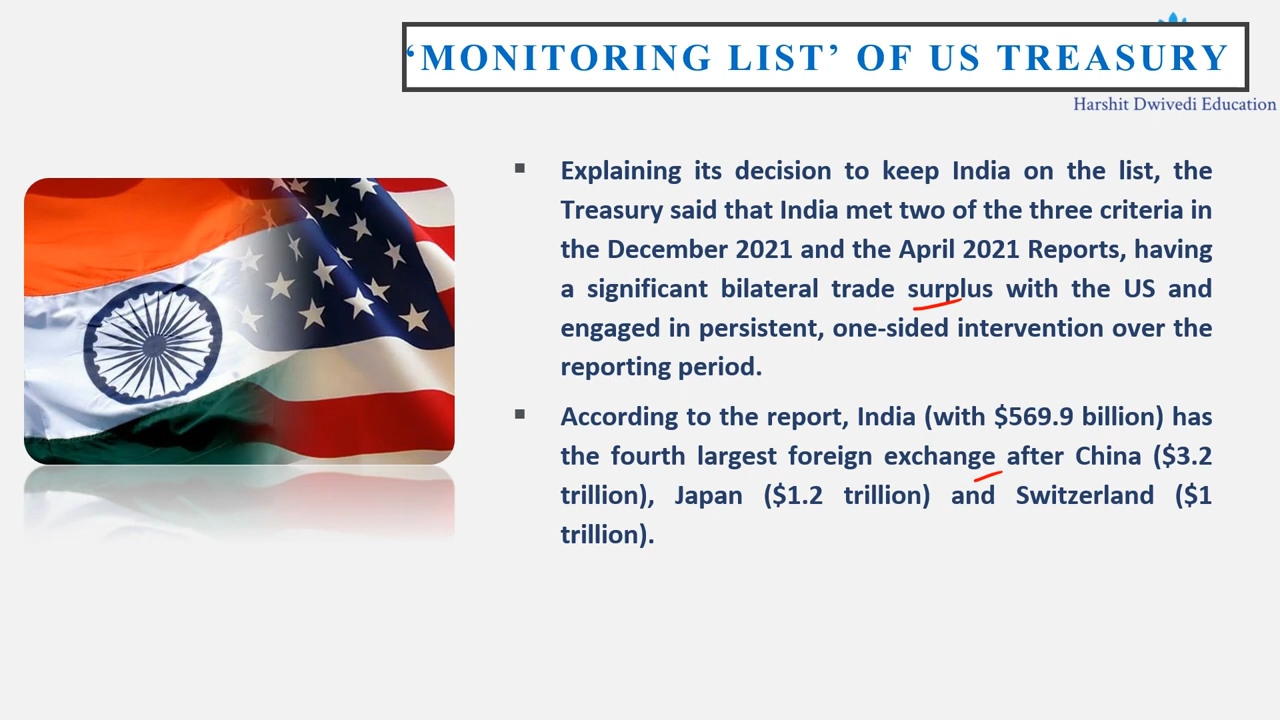 ‘MONITORING LIST’ OF US TREASURY
Harshit Dwivedi Education
▪ Explaining its decision to keep India on the list, the
Treasury said that India met two of the three criteria in
the December 2021 and the April 2021 Reports, having
a significant bilateral trade surplus with the US and
engaged in persistent, one-sided intervention over the
reporting period.
▪ According to the report, India (with $569.9 billion) has
the fourth largest foreign exchange after China ($3.2
trillion), Japan ($1.2 trillion) and Switzerland ($1
trillion).